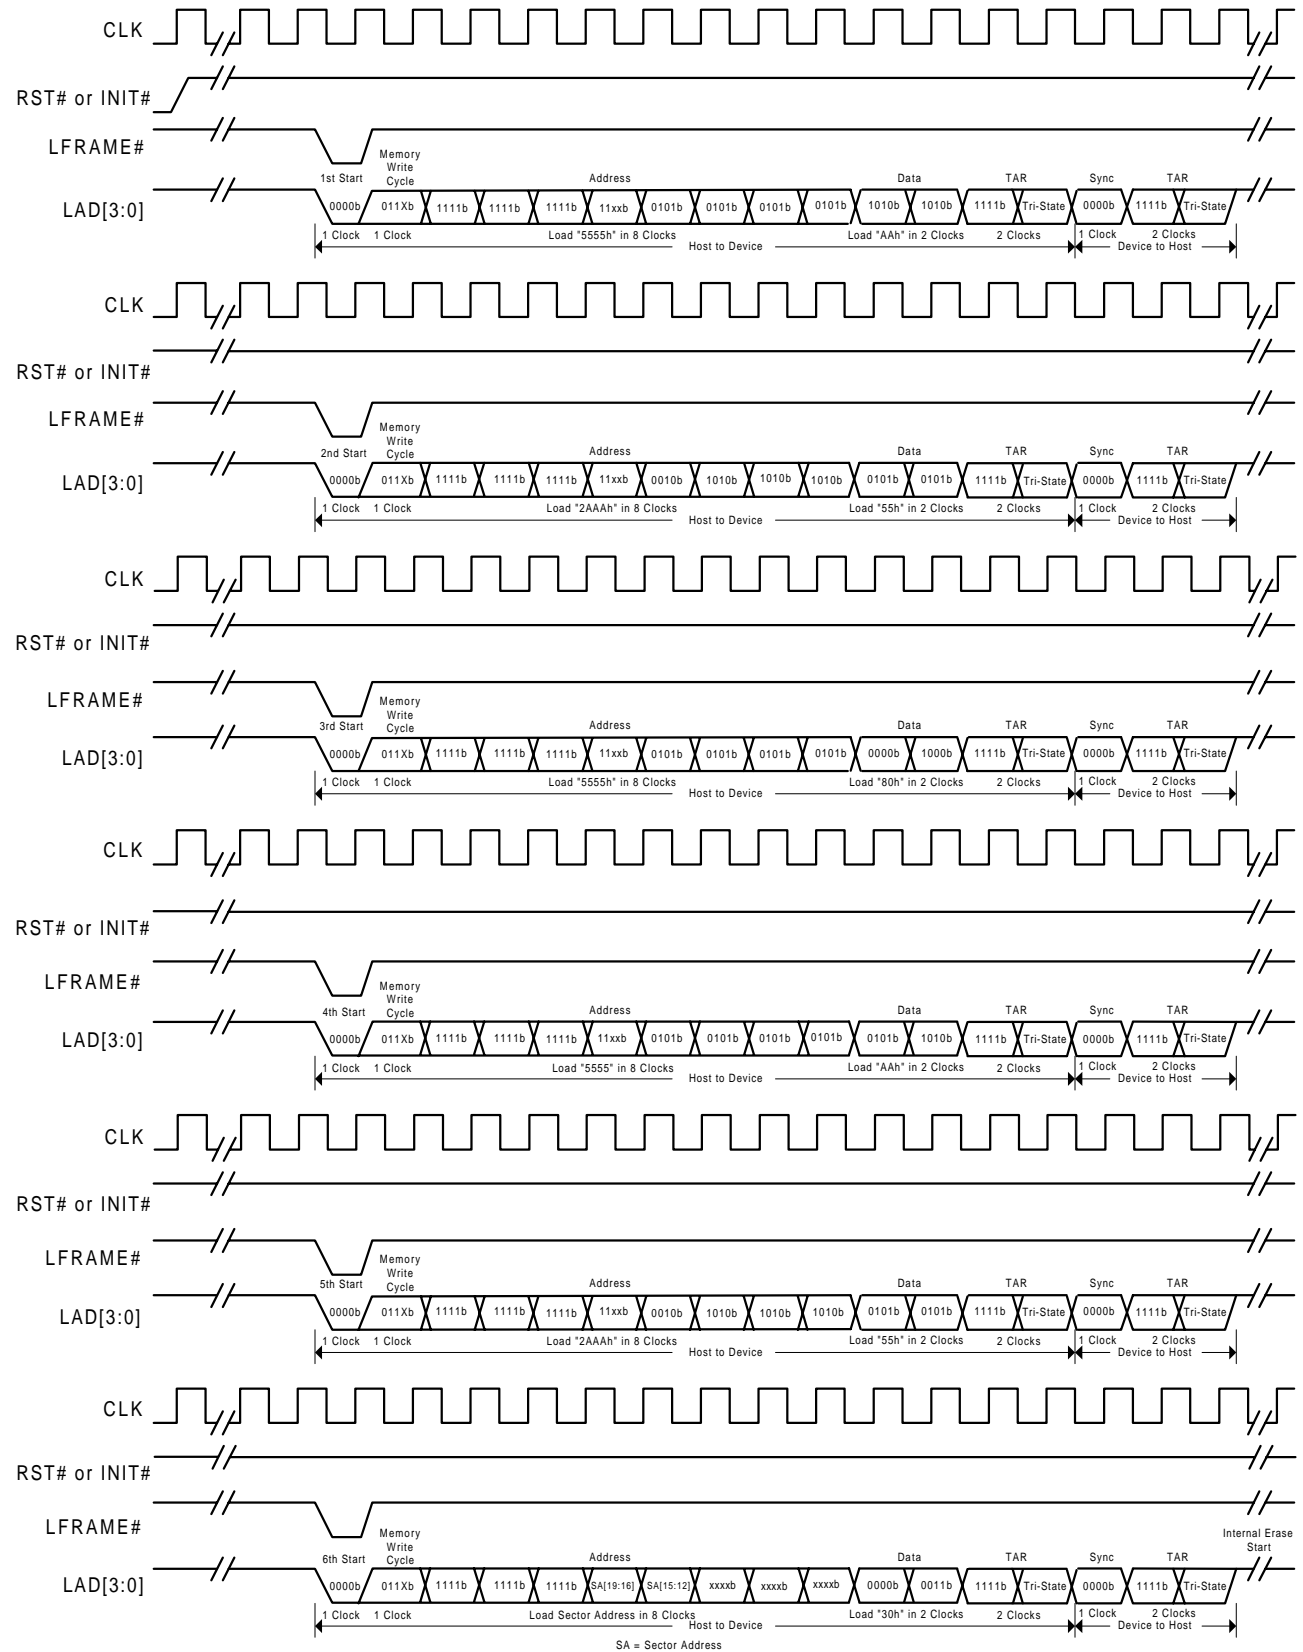 CLK
RST# or INIT#
LFRAME#
Memory
Write
Cycle
1st Start Address Data TAR Sync TAR
LAD[3:0] 0000b 011Xb 1111b 1111b 1111b 11xxb 0101b 0101b 0101b 0101b 1010b 1010b 1111b Tri-State 0000b 1111b Tri-State
1 Clock 1 Clock Load "5555h" in 8 Clocks Load "AAh" in 2 Clocks 2 Clocks 1 Clock 2 Clocks
Host to Device Device to Host
CLK
RST# or INIT#
LFRAME#
Memory
Write
Cycle
2nd Start Address Data TAR Sync TAR
LAD[3:0] 0000b 011Xb 1111b 1111b 1111b 11xxb 0010b 1010b 1010b 1010b 0101b 0101b 1111b Tri-State 0000b 1111b Tri-State
1 Clock 1 Clock Load "2AAAh" in 8 Clocks Load "55h" in 2 Clocks 2 Clocks 1 Clock 2 Clocks
Host to Device Device to Host
CLK
RST# or INIT#
LFRAME#
Memory
Write
Cycle
3rd Start Address Data TAR Sync TAR
LAD[3:0] 0000b 011Xb 1111b 1111b 1111b 11xxb 0101b 0101b 0101b 0101b 0000b 1000b 1111b Tri-State 0000b 1111b Tri-State
1 Clock 1 Clock Load "5555h" in 8 Clocks Load "80h" in 2 Clocks 2 Clocks 1 Clock 2 Clocks
Host to Device Device to Host
CLK
RST# or INIT#
LFRAME#
Memory
Write
Cycle
4th Start Address Data TAR Sync TAR
LAD[3:0] 0000b 011Xb 1111b 1111b 1111b 11xxb 0101b 0101b 0101b 0101b 0101b 1010b 1111b Tri-State 0000b 1111b Tri-State
1 Clock 1 Clock Load "5555" in 8 Clocks Load "AAh" in 2 Clocks 2 Clocks 1 Clock 2 Clocks
Host to Device Device to Host
CLK
RST# or INIT#
LFRAME#
Memory
Write
Cycle
5th Start Address Data TAR Sync TAR
LAD[3:0] 0000b 011Xb 1111b 1111b 1111b 11xxb 0010b 1010b 1010b 1010b 0101b 0101b 1111b Tri-State 0000b 1111b Tri-State
1 Clock 1 Clock Load "2AAAh" in 8 Clocks Load "55h" in 2 Clocks 2 Clocks 1 Clock 2 Clocks
Host to Device Device to Host
CLK
RST# or INIT#
LFRAME#
Memory
Write
Cycle
Internal Erase
Start
6th Start Address Data TAR Sync TAR
LAD[3:0] 0000b 011Xb 1111b 1111b 1111b SA[19:16] SA[15:12] xxxxb xxxxb xxxxb 0000b 0011b 1111b Tri-State 0000b 1111b Tri-State
1 Clock 1 Clock Load Sector Address in 8 Clocks Load "30h" in 2 Clocks 2 Clocks 1 Clock 2 Clocks
Host to Device Device to Host
SA = Sector Address